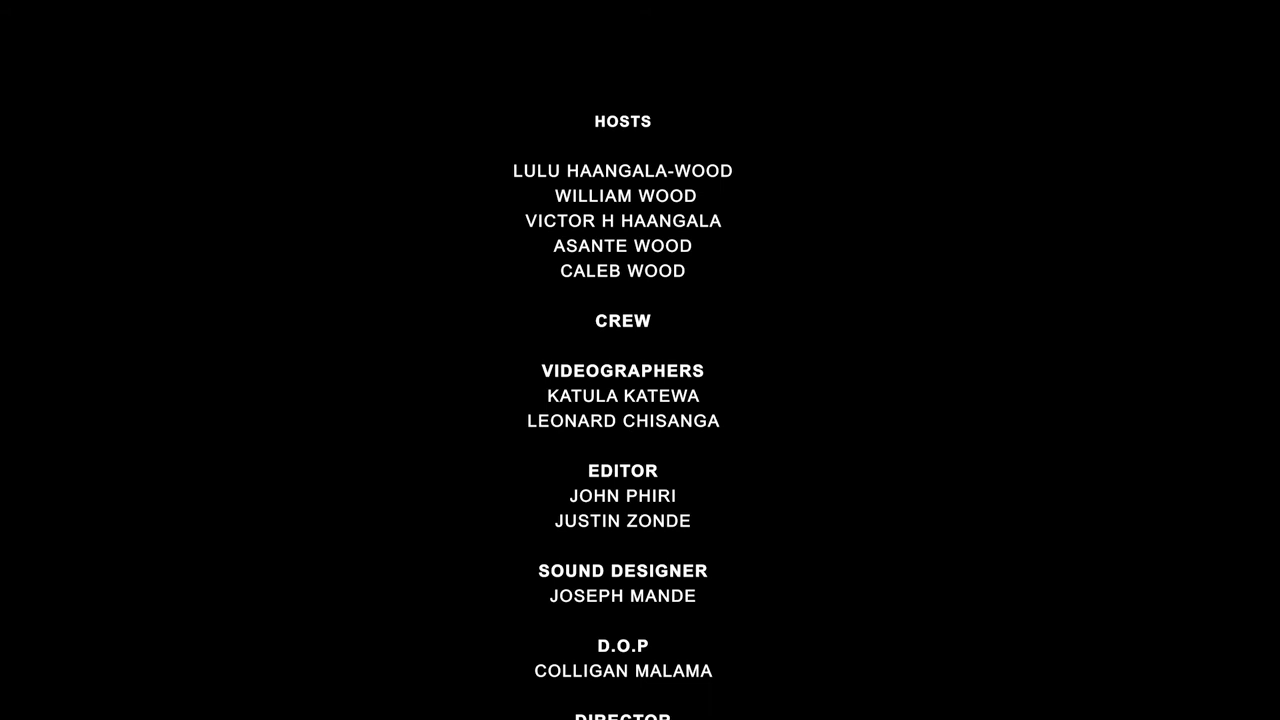 HOSTS
LULU HAANGALA-WOOD
WILLIAM WOOD
VICTOR H HAANGALA
ASANTE WOOD
CALEB WOOD
CREW
VIDEOGRAPHERS
KATULA KATEWA
LEONARD CHISANGA
EDITOR
JOHN PHIRI
JUSTIN ZONDE
SOUND DESIGNER
JOSEPH MANDE
D.O.P
COLLIGAN MALAMA
DIRECTOR